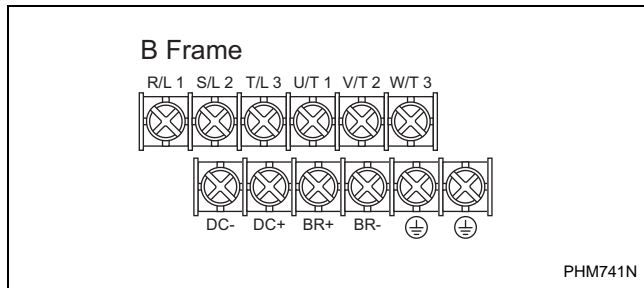 B Frame
R/L 1 S/L 2 T/L 3 U/T 1 V/T 2 W/T 3
DC- DC+ BR+ BR-
PHM741N